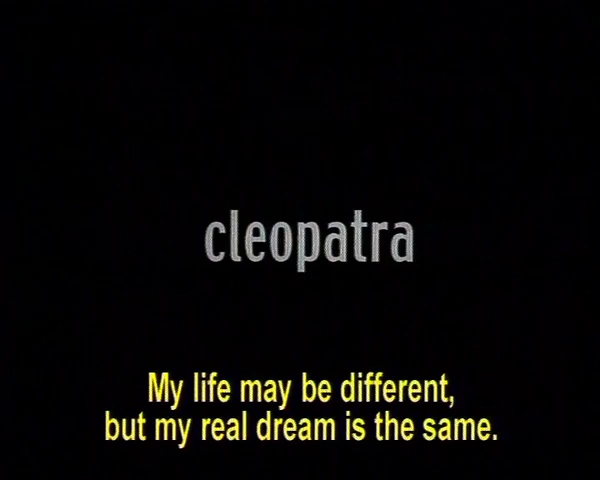 cleopatra
My life may be different,
but my real dream is the same.